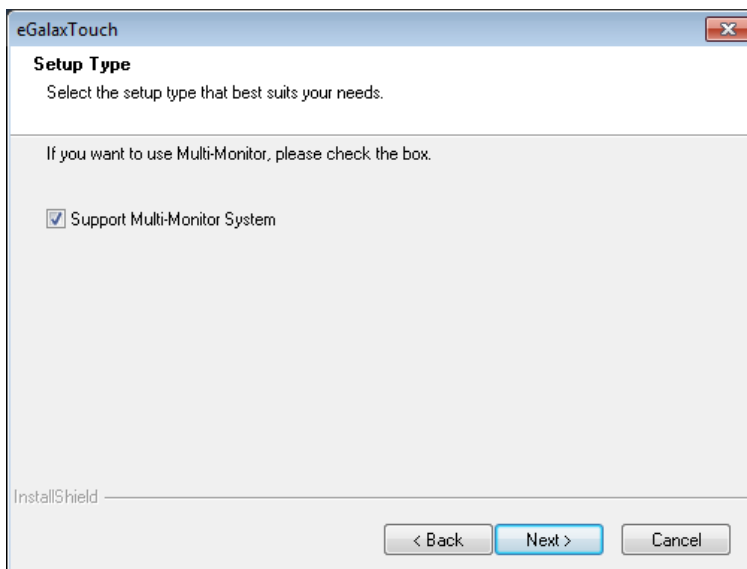 eGalaxTouch
Setup Type
Select the setup type that best suits your needs.
If you want to use Multi-Monitor, please check the box.
Support Multi-Monitor System
InstallShield
< Back Next > Cancel